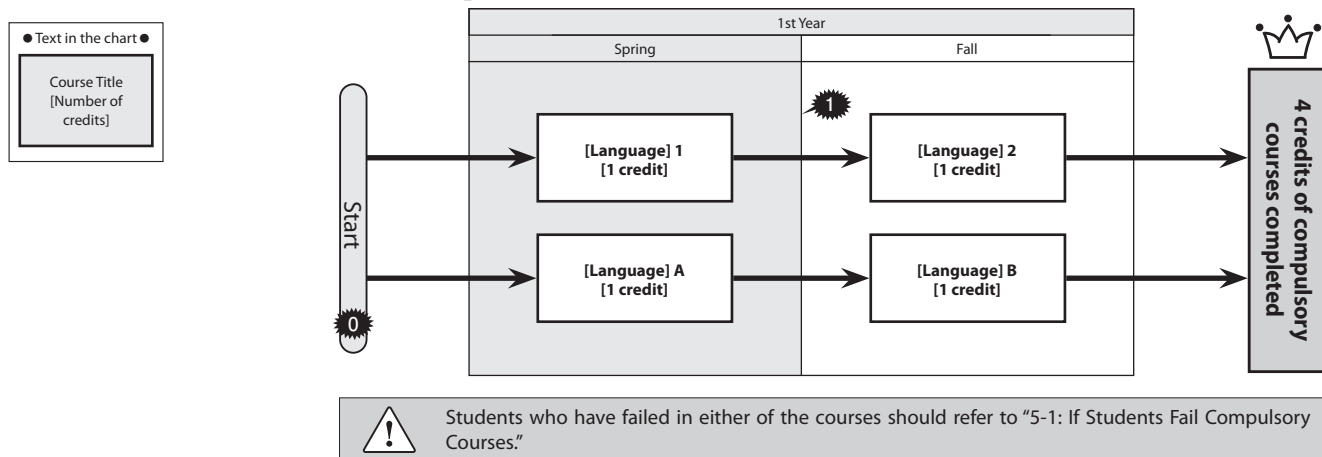 ● Text in the chart ●
Course Title
[Number of
credits]
1st Year
Spring
Fall
Start
0
1
[Language] 1
[1 credit]
[Language] 2
[1 credit]
[Language] A
[1 credit]
[Language] B
[1 credit]
4 credits of compulsory
courses completed
!
Students who have failed in either of the courses should refer to “5-1: If Students Fail Compulsory
Courses.”